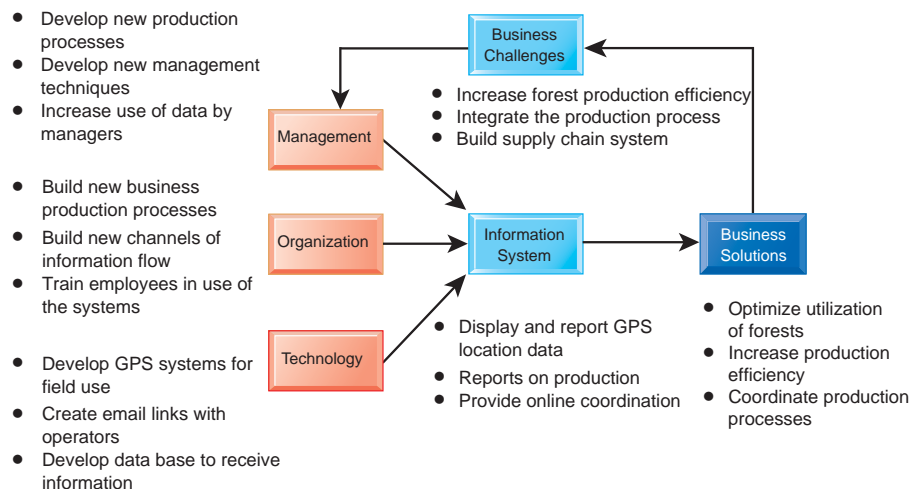 ● Develop new production
processes
● Develop new management
techniques
● Increase use of data by
managers
Business
Challenges
● Increase forest production efficiency
● Integrate the production process
● Build supply chain system
Management
● Build new business
production processes
● Build new channels of
information flow
● Train employees in use of
the systems
Organization
Information
System
Business
Solutions
● Optimize utilization
of forests
● Increase production
efficiency
● Coordinate production
processes
Technology
● Display and report GPS
location data
● Reports on production
● Provide online coordination
● Develop GPS systems for
field use
● Create email links with
operators
● Develop data base to receive
information